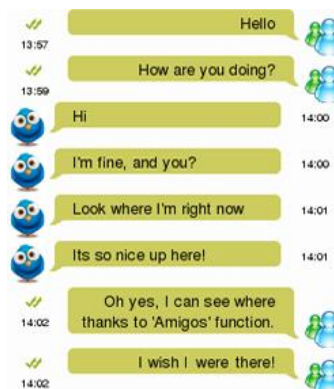 Hello
13:57
How are you doing?
13:59
Hi
14:00
I'm fine, and you?
14:00
Look where I'm right now
14:01
Its so nice up here!
14:01
Oh yes, I can see where
thanks to 'Amigos' function.
14:02
I wish I were there!
14:02